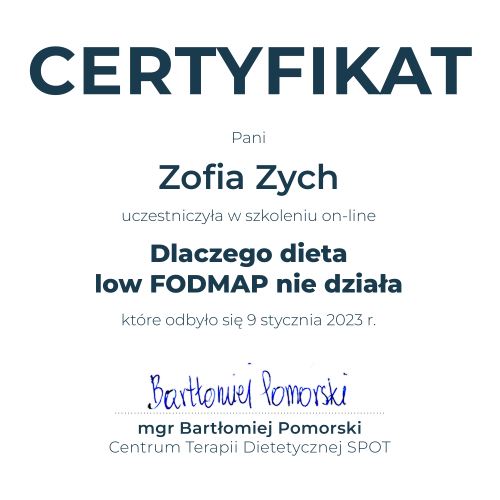 CERTYFIKAT
Pani
Zofia Zych
uczestniczyła w szkoleniu on-line
Dlaczego dieta
low FODMAP nie działa
które odbyło się 9 stycznia 2023 r.
Bartłomiej Pomorski
mgr Bartłomiej Pomorski
Centrum Terapii Dietetycznej SPOT